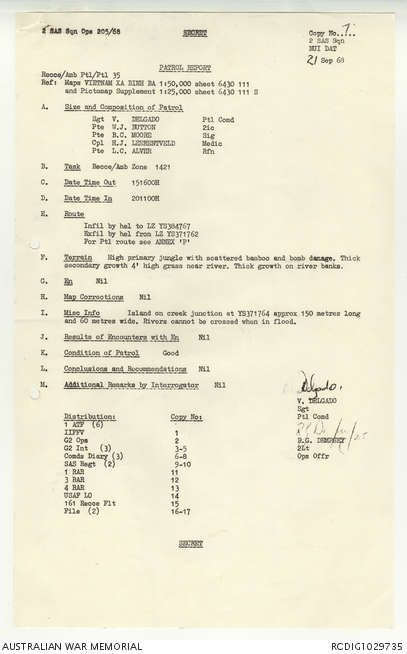 2 SAS Sqn Ops 205/68
SECRET
Copy No. 7.
2 SAS Sqn
NUI DAT
21 Sep 68
PATROL REPORT
Recce/Amb Ptl/Ptl 35
Ref: Maps VIETNAM XA BINH BA 1:50,000 sheet 6430 111
and Pictomap Supplement 1:25,000 sheet 6430 111 S
A. Size and Composition of Patrol
Sgt V. DELGADO Ptl Comd
Pte W.J. HUTTON 2ic
Pte B.C. MOORE Sig
Cpl H.J. Medic
Pte L.C. ALVER Rfn
B. Task Recce/Amb Zone 1421
C. Date Time Out 151600H
D. Date Time In 201100H
E. Route
Infil by hel to LZ YS384767
Exfil by hel from LZ YS371762
For Ptl route see ANNEX 'F'
F. Terrain High primary jungle with scattered bamboo and bomb damage. Thick
secondary growth 4' high grass near river. Thick growth on river banks.
G. En Nil
H. Map Corrections Nil
I. Misc Info Island on creek junction at YS371764 approx 150 metres long
and 60 metres wide. Rivers cannot be crossed when in flood.
J. Results of Encounters with En Nil
K. Condition of Patrol Good
L. Conclusions and Recommendations Nil
M. Additional Remarks by Interrogator Nil
Delgado.
V. DELGADO
Sgt
Ptl Comd
B.G. DEMPSEY
2Lt
Ops Offr
Distribution: Copy No:
1 ATF (6)
IIFFV 1
G2 Ops 2
G2 Int (3) 3-5
Comds Diary (3) 6-8
SAS Regt (2) 9-10
1 RAR 11
3 RAR 12
4 RAR 13
USAF LO 14
161 Recce Flt 15
File (2) 16-17
SECRET
AUSTRALIAN WAR MEMORIAL
RCDIG1029735